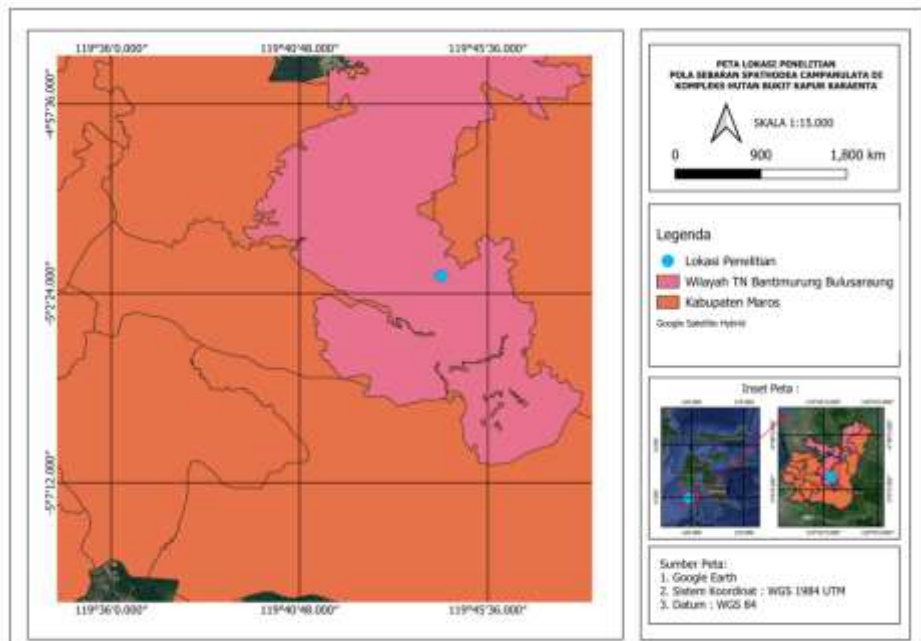 119°36'0.000"
119°40'48.000"
119°45'36.000"
-4°57'36.000"
-5°2'24.000"
-5°7'12.000"
119°36'0.000"
119°40'48.000"
119°45'36.000"
PETA LOKASI PENELITIAN
POLA SEBARAN SPATHODEA CAMPANULATA DI
KOMPLEKS HUTAN BUKIT KAPUR KARAENTA
SKALA 1:15.000
0 900 1,800 km
Legenda
Lokasi Penelitian
Wilayah TN Bantimurung Bulusaraung
Kabupaten Maros
Google Satellite Hybrid
Inset Peta :
Sumber Peta:
1. Google Earth
2. Sistem Koordinat : WGS 1984 UTM
3. Datum : WGS 84